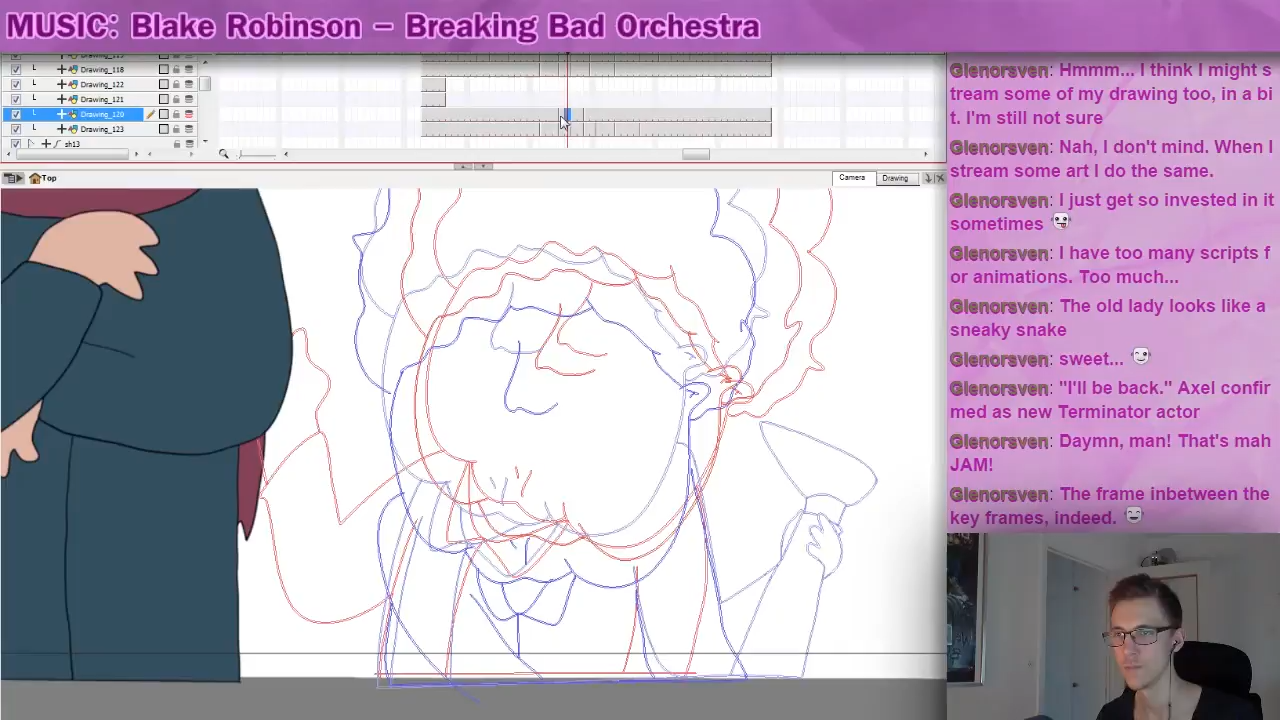 MUSIC: Blake Robinson – Breaking Bad Orchestra
Drawing_118
Drawing_122
Drawing_121
Drawing_120
Drawing_123
sh13
Top
Camera
Drawing
Glenorsven: Hmmm... I think I might s
tream some of my drawing too, in a bi
t. I'm still not sure
Glenorsven: Nah, I don't mind. When I
stream some art I do the same.
Glenorsven: I just get so invested in it
sometimes
Glenorsven: I have too many scripts f
or animations. Too much...
Glenorsven: The old lady looks like a
sneaky snake
Glenorsven: sweet...
Glenorsven: "I'll be back." Axel confir
med as new Terminator actor
Glenorsven: Daymn, man! That's mah
JAM!
Glenorsven: The frame inbetween the
key frames, indeed.